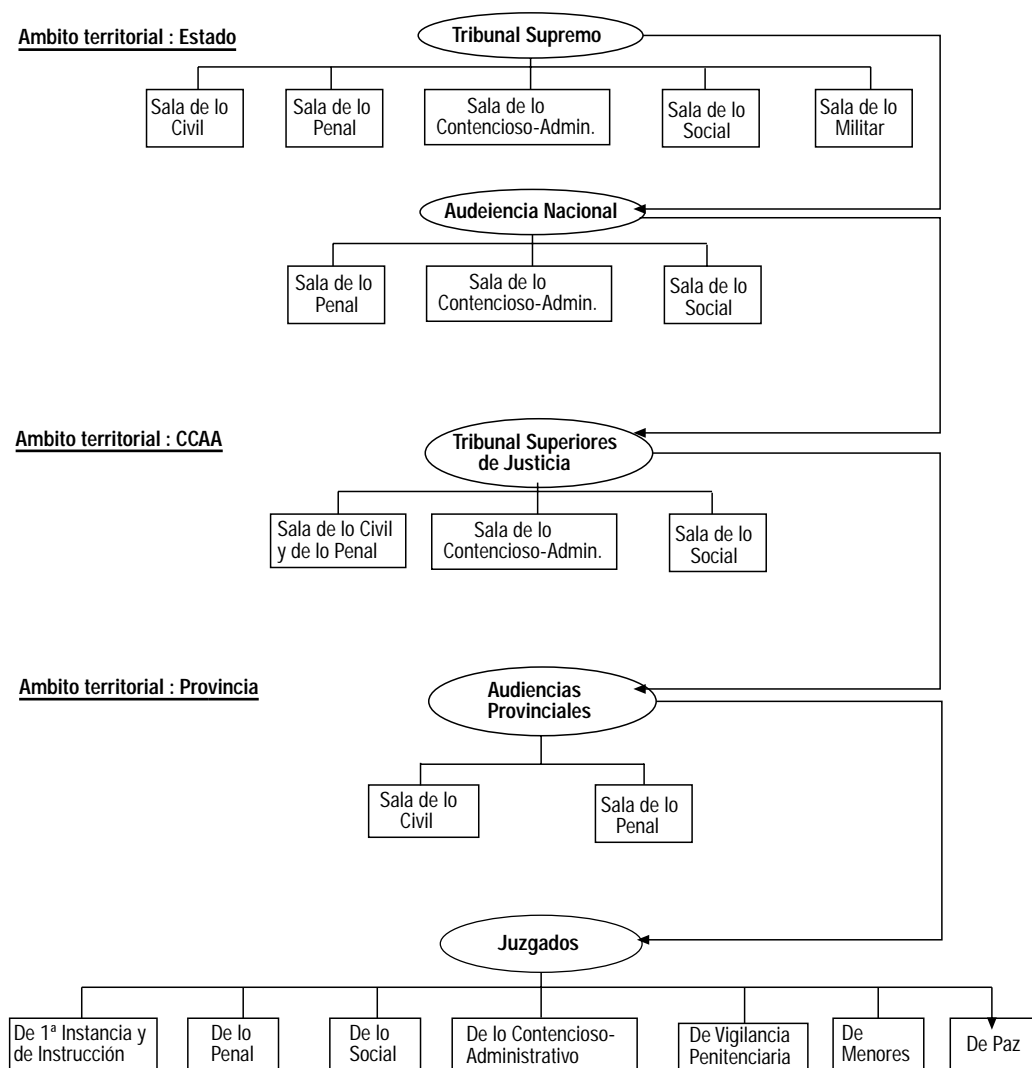 Ambito territorial : Estado
Tribunal Supremo
Sala de lo
Civil
Sala de lo
Penal
Sala de lo
Contencioso-Admin.
Sala de lo
Social
Sala de lo
Militar
Audeiencia Nacional
Sala de lo
Penal
Sala de lo
Contencioso-Admin.
Sala de lo
Social
Ambito territorial : CCAA
Tribunal Superiores
de Justicia
Sala de lo Civil
y de lo Penal
Sala de lo
Contencioso-Admin.
Sala de lo
Social
Ambito territorial : Provincia
Audiencias
Provinciales
Sala de lo
Civil
Sala de lo
Penal
Juzgados
De 1ª Instancia y
de Instrucción
De lo
Penal
De lo
Social
De lo Contencioso-
Administrativo
De Vigilancia
Penitenciaria
De
Menores
De Paz